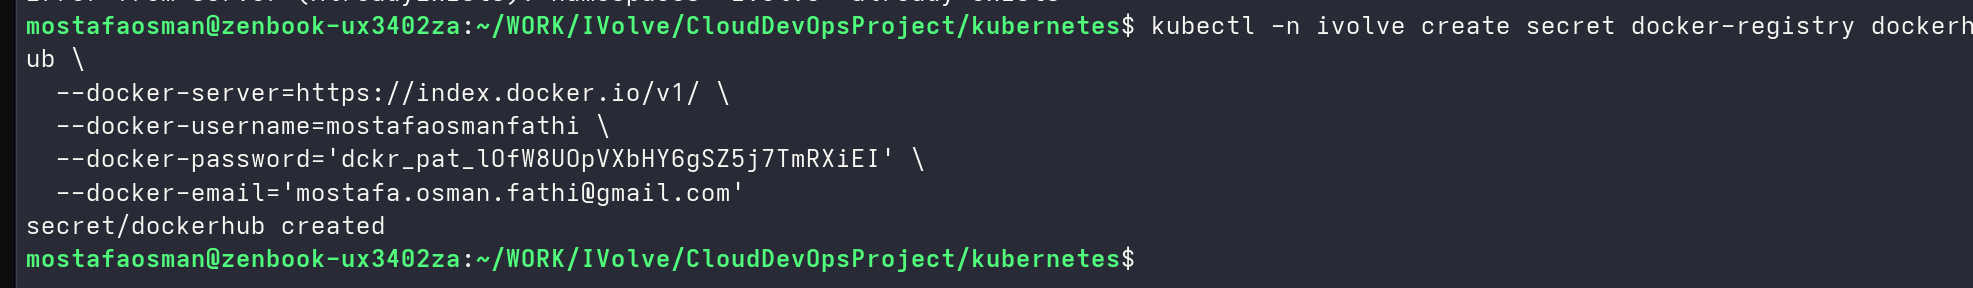 mostafaosman@zenbook-ux3402za:~/WORK/IVolve/CloudDevOpsProject/kubernetes$ kubectl -n ivolve create secret docker-registry dockerh
ub \
--docker-server=https://index.docker.io/v1/ \
--docker-username=mostafaosmanfathi \
--docker-password='dckr_pat_lOfW8UOpVXbHY6gSZ5j7TmRXiEI' \
--docker-email='mostafa.osman.fathi@gmail.com'
secret/dockerhub created
mostafaosman@zenbook-ux3402za:~/WORK/IVolve/CloudDevOpsProject/kubernetes$